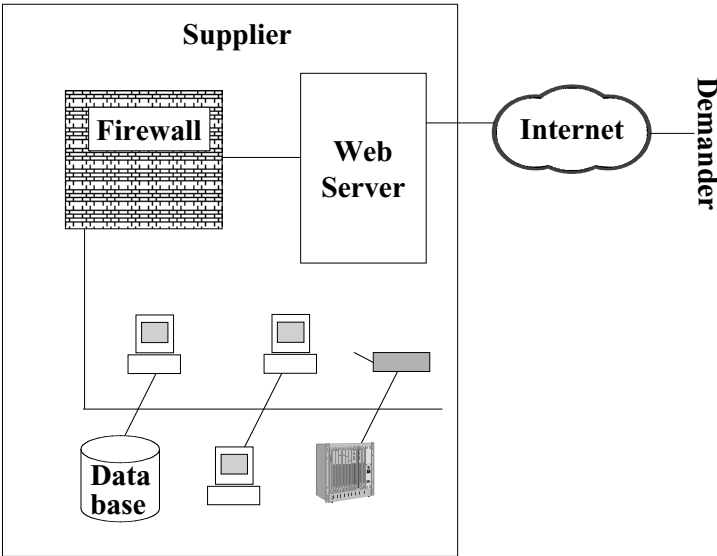 Supplier
Firewall
Web
Server
Internet
Demander
Data
base